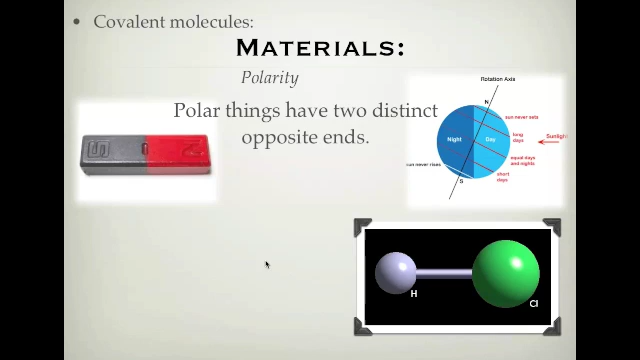 • Covalent molecules:
MATERIALS:
Polarity
Polar things have two distinct
opposite ends.
S
N
Rotation Axis
N
sun never sets
Night
Day
long
days
Sunlight
equal days
and nights
sun never rises
short
days
S
H
Cl